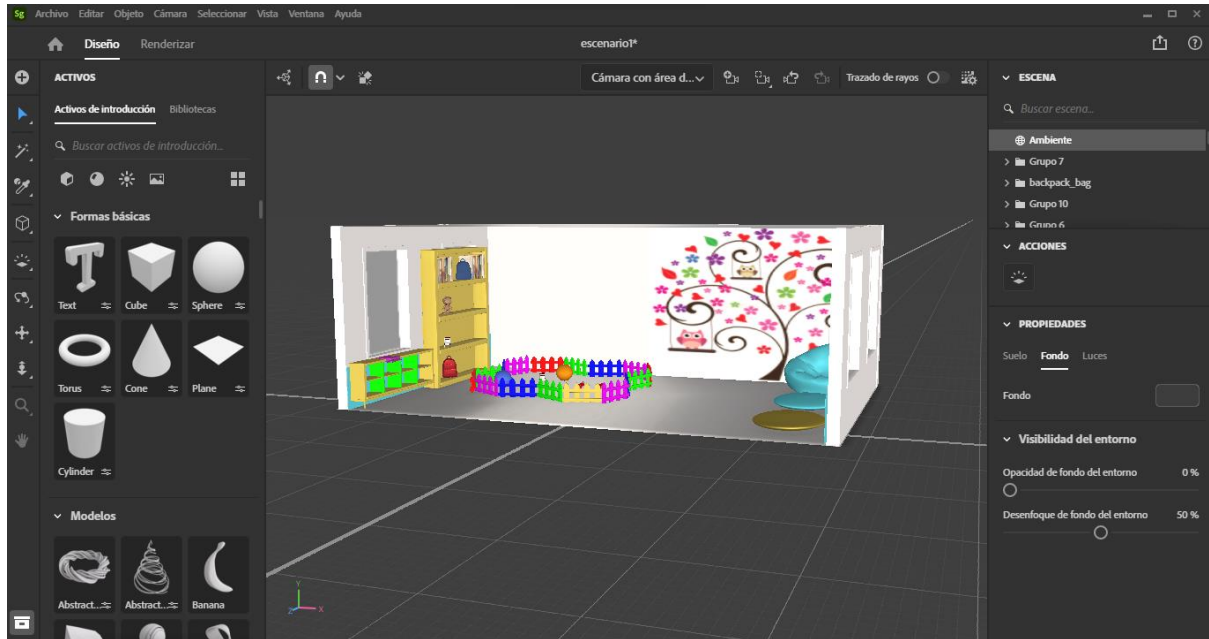 Sg Archivo Editar Objeto Cámara Seleccionar Vista Ventana Ayuda
Diseño Renderizar escenario1*
ACTIVOS
Activos de introducción Bibliotecas
Buscar activos de introducción...
Formas básicas
Text Cube Sphere
Torus Cone Plane
Cylinder
Modelos
Abstract... Abstract... Banana
Cámara con área d... Trazado de rayos
Y
Z X
ESCENA
Buscar escena...
Ambiente
Grupo 7
backpack_bag
Grupo 10
Grupo 6
ACCIONES
PROPIEDADES
Suelo Fondo Luces
Fondo
Visibilidad del entorno
Opacidad de fondo del entorno 0 %
Desenfoque de fondo del entorno 50 %